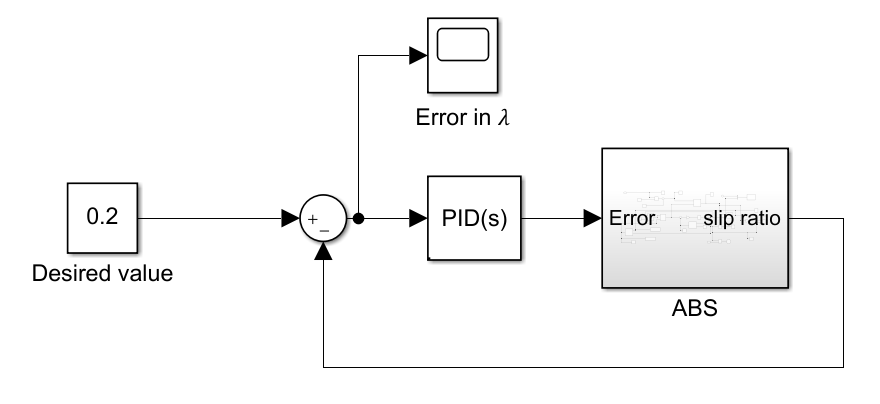 Error in λ
0.2
Desired value
+
−
PID(s)
Error
slip ratio
ABS